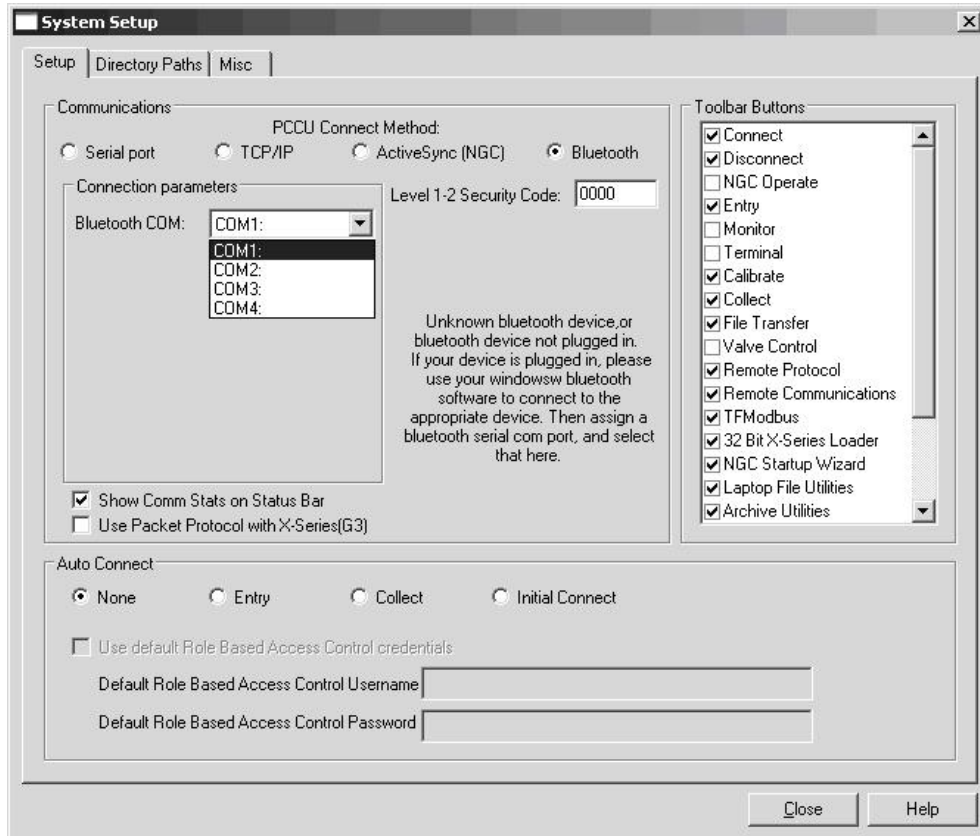 System Setup
Setup
Directory Paths
Misc
Communications
PCCU Connect Method:
Serial port
TCP/IP
ActiveSync (NGC)
Bluetooth
Connection parameters
Bluetooth COM:
COM1:
COM1:
COM2:
COM3:
COM4:
Level 1-2 Security Code:
0000
Unknown bluetooth device,or
bluetooth device not plugged in.
If your device is plugged in, please
use your windowsw bluetooth
software to connect to the
appropriate device. Then assign a
bluetooth serial com port, and select
that here.
Show Comm Stats on Status Bar
Use Packet Protocol with X-Series(G3)
Toolbar Buttons
Connect
Disconnect
NGC Operate
Entry
Monitor
Terminal
Calibrate
Collect
File Transfer
Valve Control
Remote Protocol
Remote Communications
TFModbus
32 Bit X-Series Loader
NGC Startup Wizard
Laptop File Utilities
Archive Utilities
Auto Connect
None
Entry
Collect
Initial Connect
Use default Role Based Access Control credentials
Default Role Based Access Control Username
Default Role Based Access Control Password
Close
Help